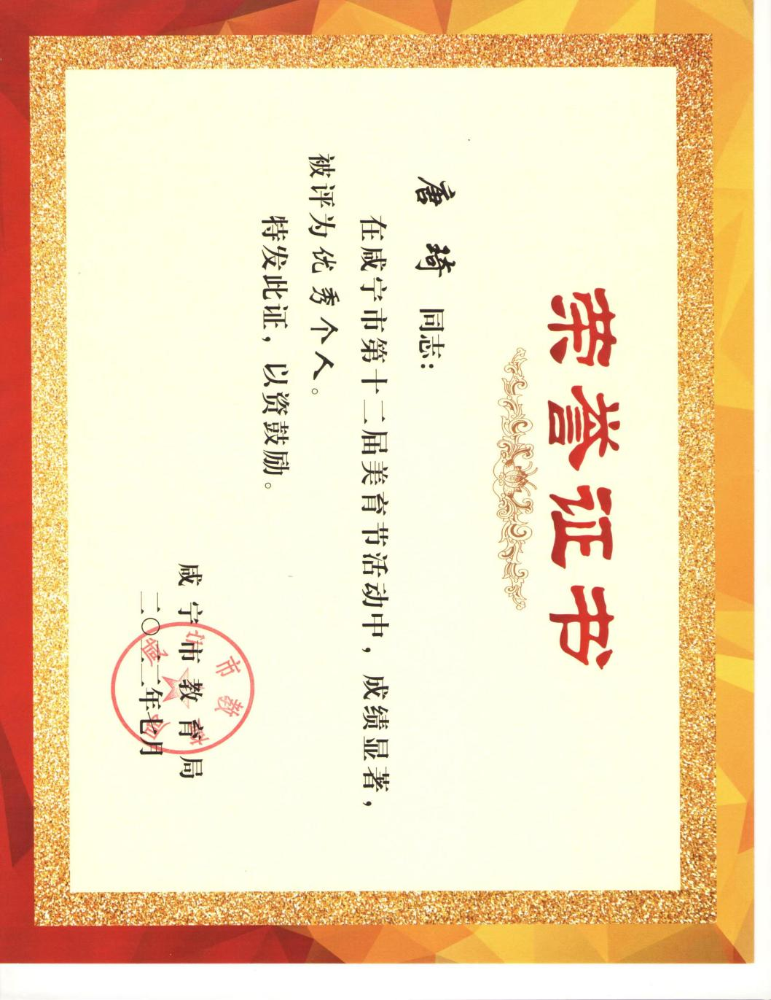 荣誉证书
唐琦 同志：
在咸宁市第十二届美育节活动中，成绩显著，
被评为优秀个人。
特发此证，以资鼓励。
咸宁市教育局
二〇二二年七月